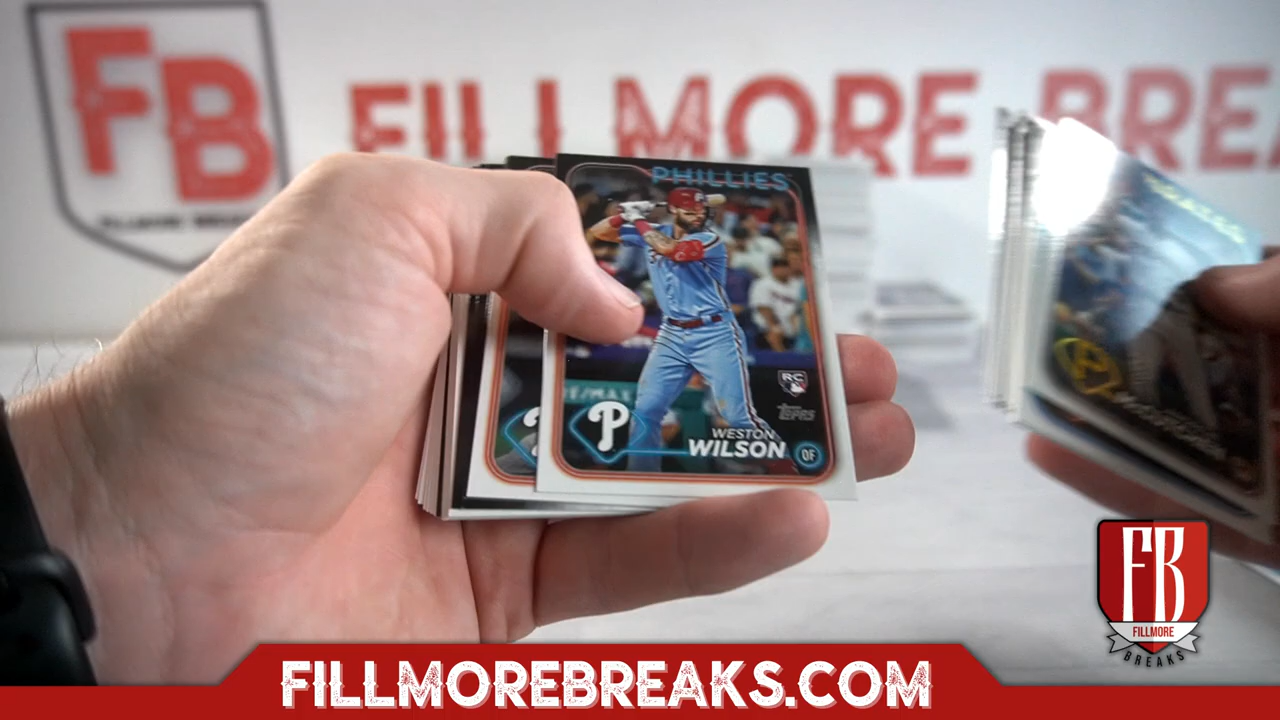 FB
FILLMORE BREA
PHILLIES
RC
TOPPS
P
WESTON
WILSON
OF
FB
FILLMORE
BREAKS
FILLMOREBREAKS.COM